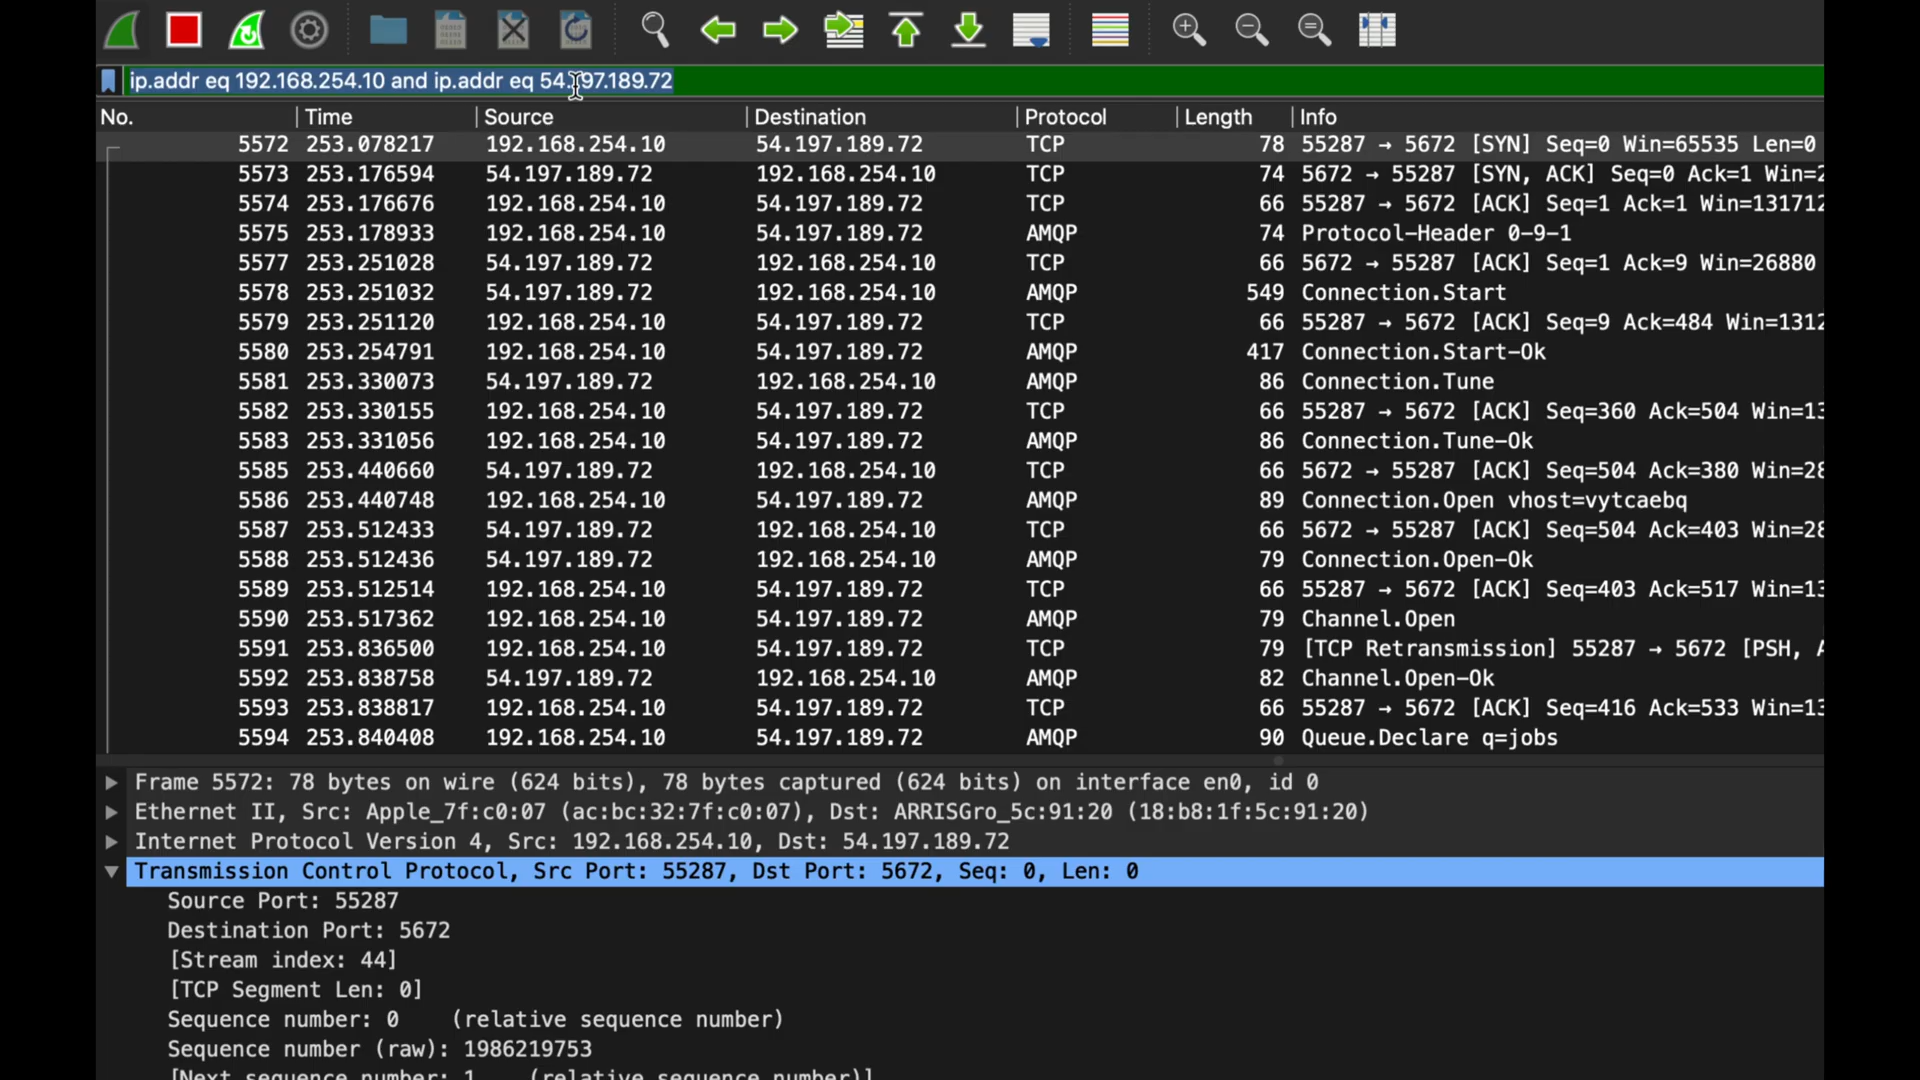 ip.addr eq 192.168.254.10 and ip.addr eq 54.197.189.72
No. Time Source Destination Protocol Length Info
5572 253.078217 192.168.254.10 54.197.189.72 TCP 78 55287 → 5672 [SYN] Seq=0 Win=65535 Len=0
5573 253.176594 54.197.189.72 192.168.254.10 TCP 74 5672 → 55287 [SYN, ACK] Seq=0 Ack=1 Win=2
5574 253.176676 192.168.254.10 54.197.189.72 TCP 66 55287 → 5672 [ACK] Seq=1 Ack=1 Win=131712
5575 253.178933 192.168.254.10 54.197.189.72 AMQP 74 Protocol-Header 0-9-1
5577 253.251028 54.197.189.72 192.168.254.10 TCP 66 5672 → 55287 [ACK] Seq=1 Ack=9 Win=26880
5578 253.251032 54.197.189.72 192.168.254.10 AMQP 549 Connection.Start
5579 253.251120 192.168.254.10 54.197.189.72 TCP 66 55287 → 5672 [ACK] Seq=9 Ack=484 Win=1312
5580 253.254791 192.168.254.10 54.197.189.72 AMQP 417 Connection.Start-Ok
5581 253.330073 54.197.189.72 192.168.254.10 AMQP 86 Connection.Tune
5582 253.330155 192.168.254.10 54.197.189.72 TCP 66 55287 → 5672 [ACK] Seq=360 Ack=504 Win=13
5583 253.331056 192.168.254.10 54.197.189.72 AMQP 86 Connection.Tune-Ok
5585 253.440660 54.197.189.72 192.168.254.10 TCP 66 5672 → 55287 [ACK] Seq=504 Ack=380 Win=28
5586 253.440748 192.168.254.10 54.197.189.72 AMQP 89 Connection.Open vhost=vytcaebq
5587 253.512433 54.197.189.72 192.168.254.10 TCP 66 5672 → 55287 [ACK] Seq=504 Ack=403 Win=28
5588 253.512436 54.197.189.72 192.168.254.10 AMQP 79 Connection.Open-Ok
5589 253.512514 192.168.254.10 54.197.189.72 TCP 66 55287 → 5672 [ACK] Seq=403 Ack=517 Win=13
5590 253.517362 192.168.254.10 54.197.189.72 AMQP 79 Channel.Open
5591 253.836500 192.168.254.10 54.197.189.72 TCP 79 [TCP Retransmission] 55287 → 5672 [PSH, A
5592 253.838758 54.197.189.72 192.168.254.10 AMQP 82 Channel.Open-Ok
5593 253.838817 192.168.254.10 54.197.189.72 TCP 66 55287 → 5672 [ACK] Seq=416 Ack=533 Win=13
5594 253.840408 192.168.254.10 54.197.189.72 AMQP 90 Queue.Declare q=jobs
Frame 5572: 78 bytes on wire (624 bits), 78 bytes captured (624 bits) on interface en0, id 0
Ethernet II, Src: Apple_7f:c0:07 (ac:bc:32:7f:c0:07), Dst: ARRISGro_5c:91:20 (18:b8:1f:5c:91:20)
Internet Protocol Version 4, Src: 192.168.254.10, Dst: 54.197.189.72
Transmission Control Protocol, Src Port: 55287, Dst Port: 5672, Seq: 0, Len: 0
Source Port: 55287
Destination Port: 5672
[Stream index: 44]
[TCP Segment Len: 0]
Sequence number: 0 (relative sequence number)
Sequence number (raw): 1986219753
[Next sequence number: 1 (relative sequence number)]